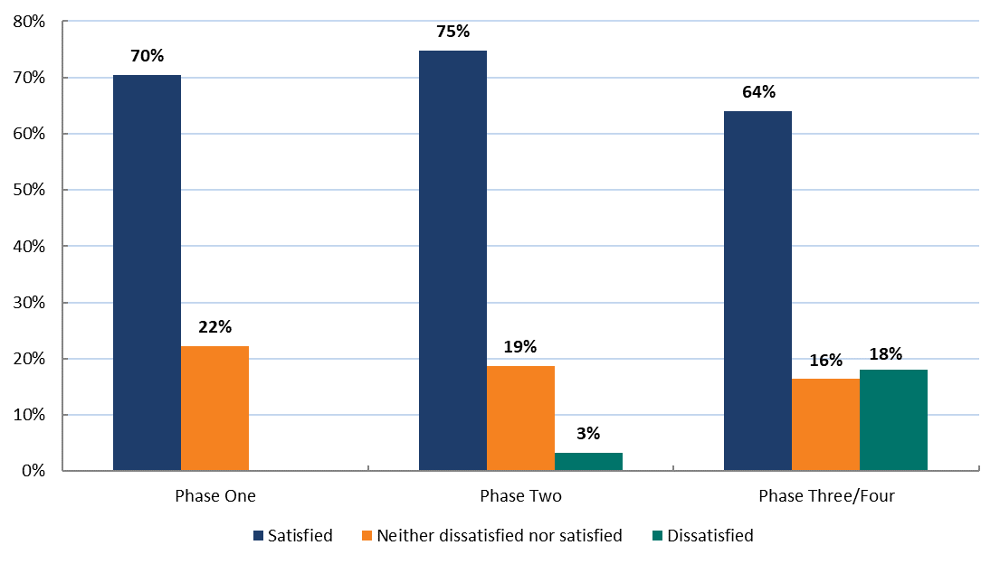 80%
70%
60%
50%
40%
30%
20%
10%
0%
70%
22%
75%
19%
3%
64%
16%
18%
Phase One
Phase Two
Phase Three/Four
Satisfied
Neither dissatisfied nor satisfied
Dissatisfied